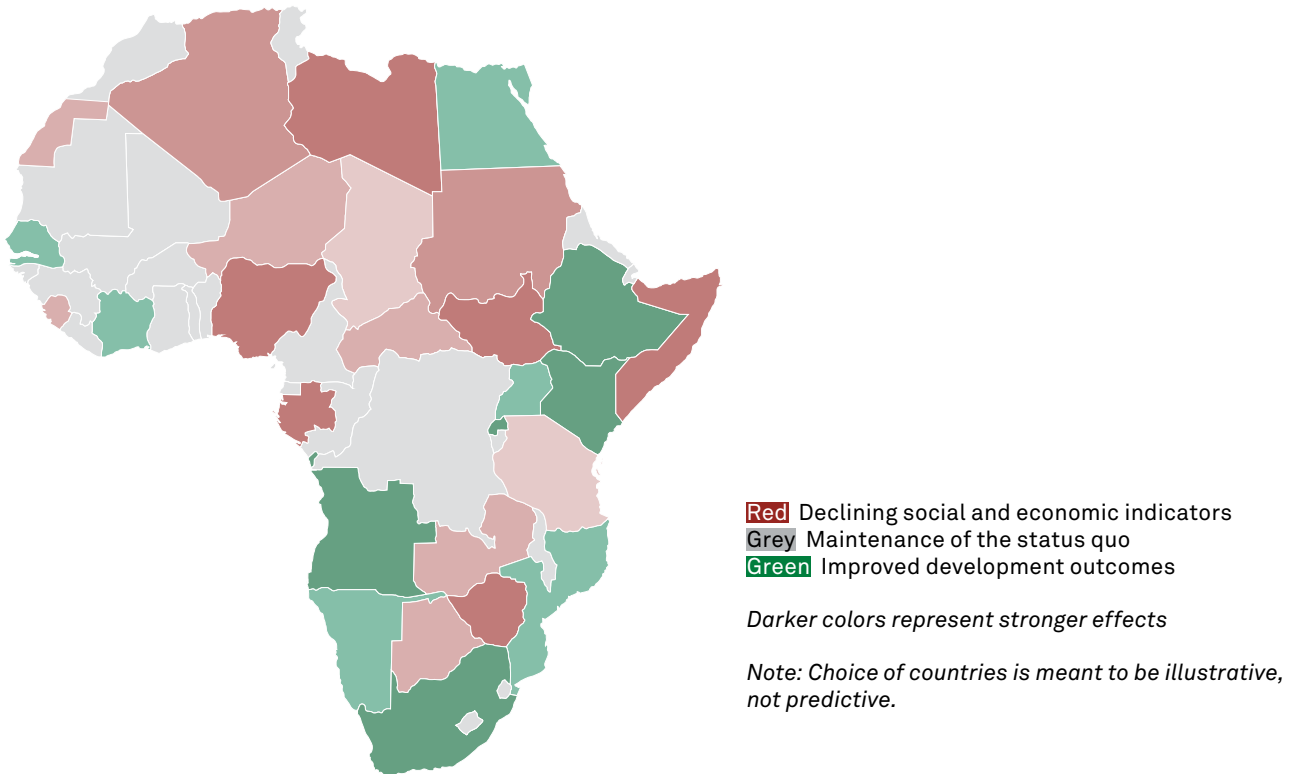 Red Declining social and economic indicators
Grey Maintenance of the status quo
Green Improved development outcomes
Darker colors represent stronger effects
Note: Choice of countries is meant to be illustrative,
not predictive.